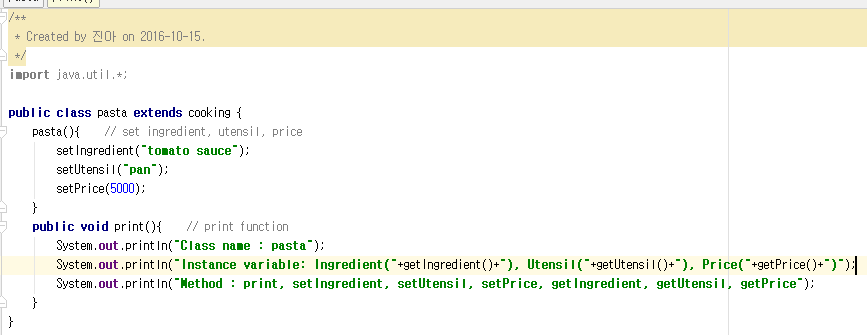 /**
 * Created by 진아 on 2016-10-15.
 */
import java.util.*;
public class pasta extends cooking {
    pasta(){    // set ingredient, utensil, price
        setIngredient("tomato sauce");
        setUtensil("pan");
        setPrice(5000);
    }
    public void print(){    // print function
        System.out.println("Class name : pasta");
        System.out.println("Instance variable: Ingredient("+getIngredient()+"), Utensil("+getUtensil()+"), Price("+getPrice()+")");
        System.out.println("Method : print, setIngredient, setUtensil, setPrice, getIngredient, getUtensil, getPrice");
    }
}